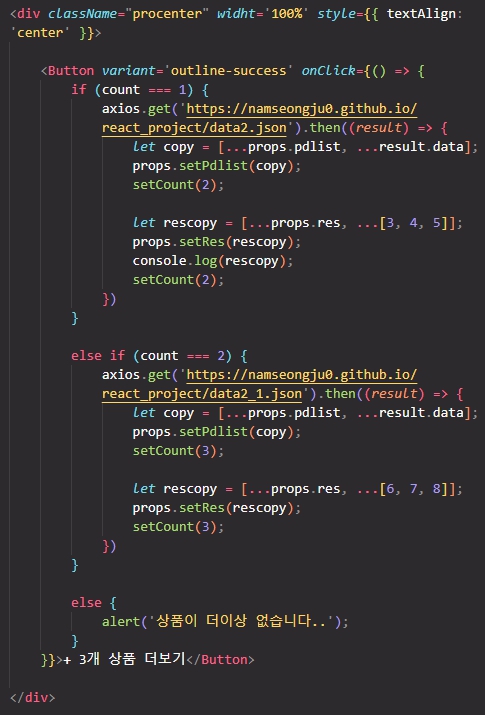 <div className="procenter" widht='100%' style={{ textAlign:
'center' }}>
<Button variant='outline-success' onClick={() => {
if (count === 1) {
axios.get('https://namseongju0.github.io/
react_project/data2.json').then((result) => {
let copy = [...props.pdlist, ...result.data];
props.setPdlist(copy);
setCount(2);
let rescopy = [...props.res, ...[3, 4, 5]];
props.setRes(rescopy);
console.log(rescopy);
setCount(2);
})
}
else if (count === 2) {
axios.get('https://namseongju0.github.io/
react_project/data2_1.json').then((result) => {
let copy = [...props.pdlist, ...result.data];
props.setPdlist(copy);
setCount(3);
let rescopy = [...props.res, ...[6, 7, 8]];
props.setRes(rescopy);
setCount(3);
})
}
else {
alert('상품이 더이상 없습니다..');
}
}}>+ 3개 상품 더보기</Button>
</div>